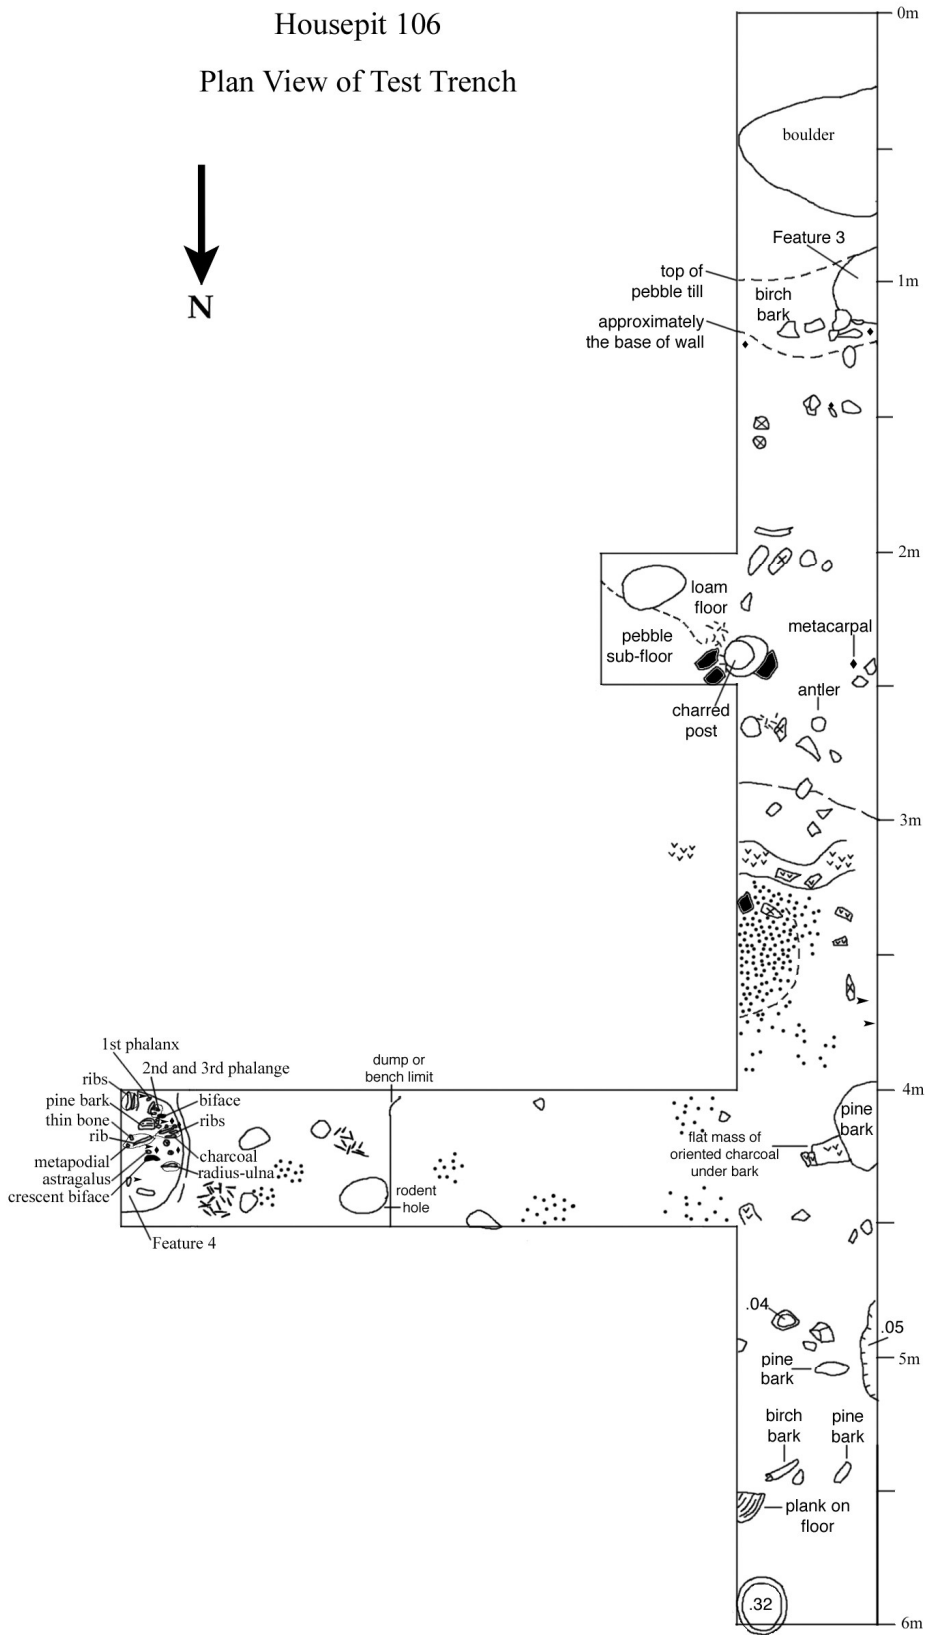 Housepit 106
Plan View of Test Trench
N
0m
boulder
Feature 3
top of
pebble till
1m
birch
bark
approximately
the base of wall
2m
loam
floor
pebble
sub-floor
metacarpal
antler
charred
post
3m
1st phalanx
2nd and 3rd phalange
ribs
pine bark
thin bone
rib
metapodial
astragalus
crescent biface
biface
ribs
charcoal
radius-ulna
Feature 4
dump or
bench limit
rodent
hole
4m
pine
bark
flat mass of
oriented charcoal
under bark
.04
.05
5m
pine
bark
birch
bark
pine
bark
plank on
floor
.32
6m